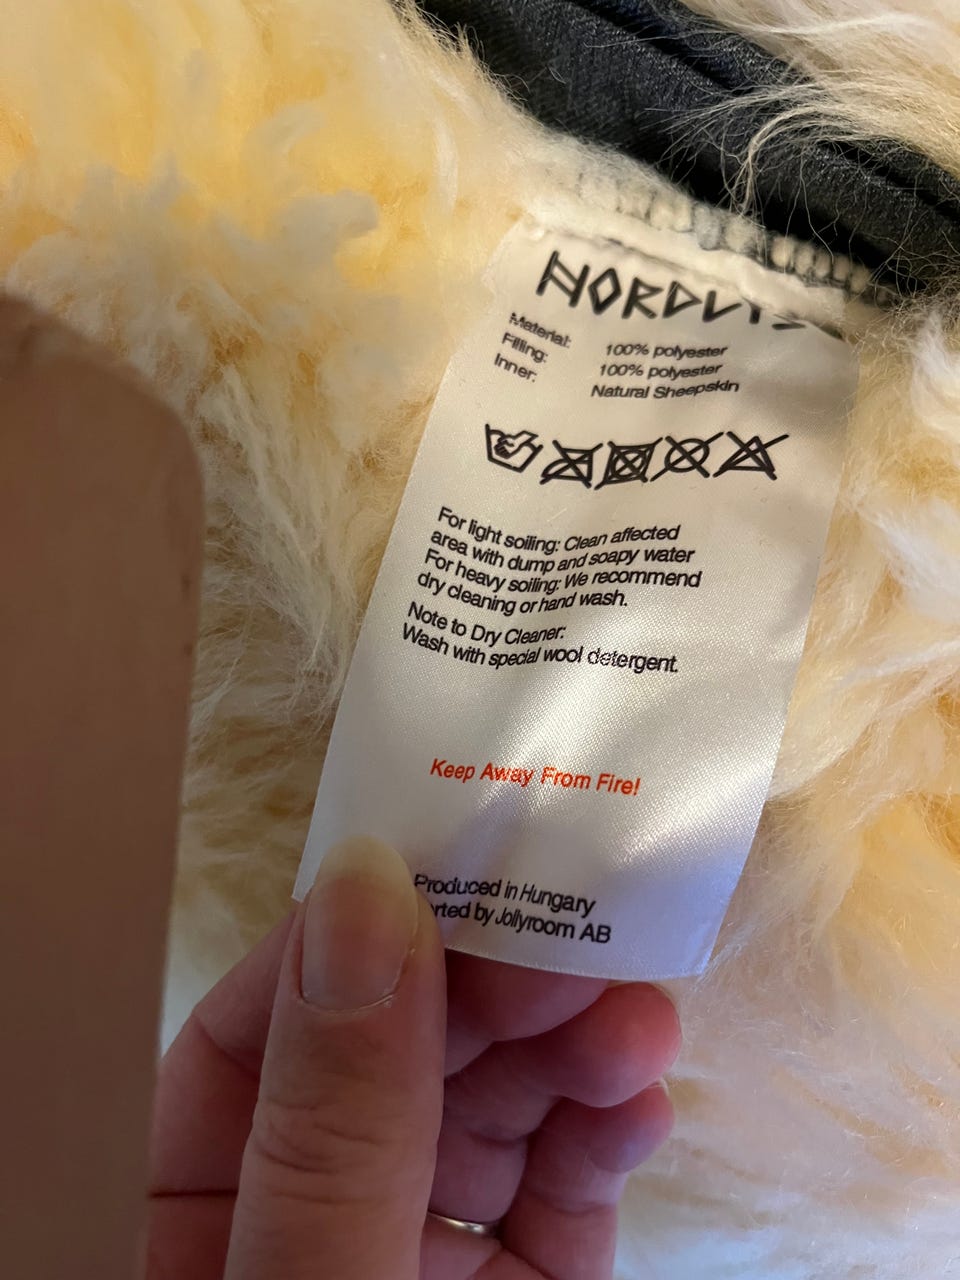 Material: 100% polyester
Filling: 100% polyester
Inner: Natural Sheepskin
For light soiling: Clean affected
area with dump and soapy water
For heavy soiling: We recommend
dry cleaning or hand wash.
Note to Dry Cleaner:
Wash with special wool detergent.
Keep Away From Fire!
Produced in Hungary
by Jollyroom AB